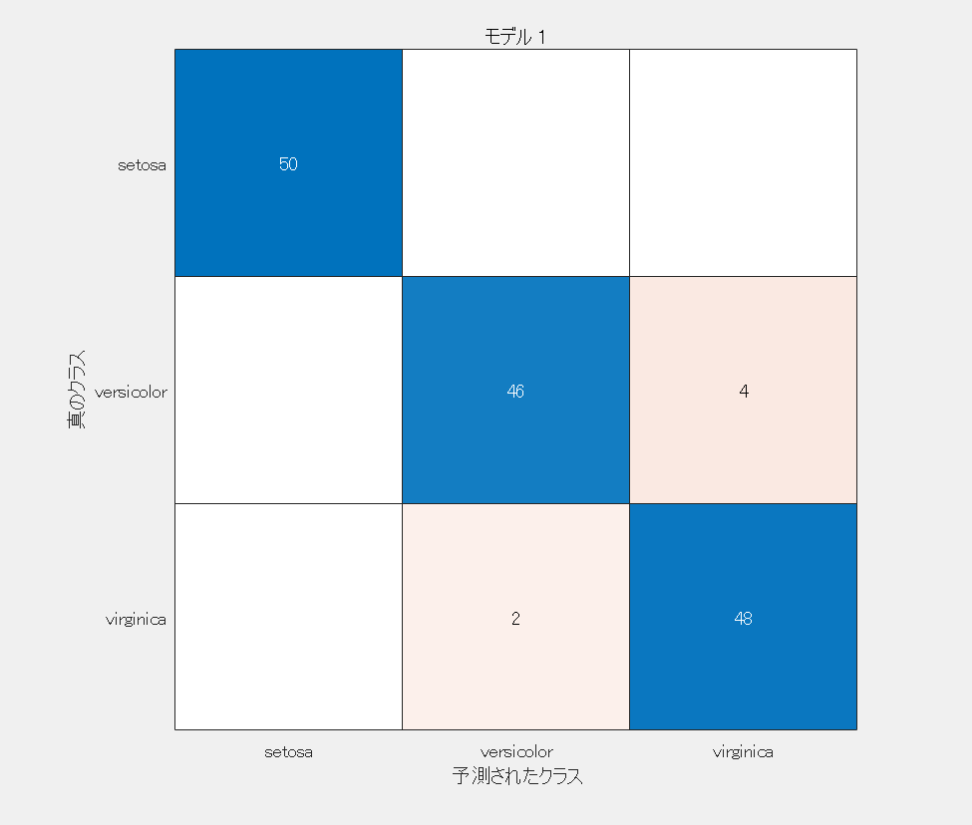 モデル 1
setosa
50
真のクラス
versicolor
46
4
virginica
2
48
setosa
versicolor
virginica
予測されたクラス